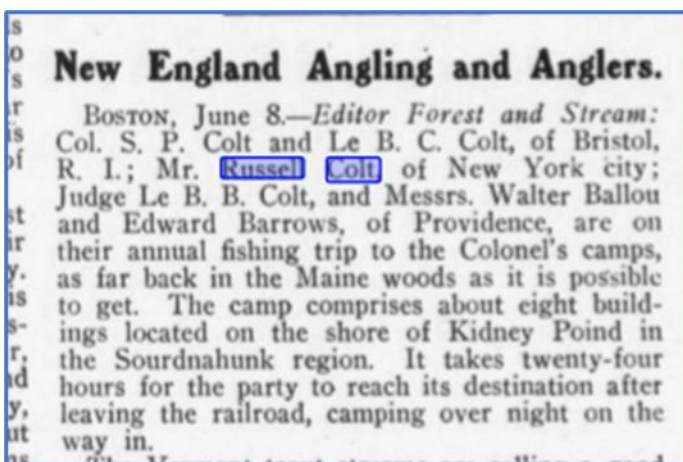 New England Angling and Anglers.
BOSTON, June 8.—Editor Forest and Stream:
Col. S. P. Colt and Le B. C. Colt, of Bristol,
R. I.; Mr. Russell Colt, of New York city;
Judge Le B. B. Colt, and Messrs. Walter Ballou
and Edward Barrows, of Providence, are on
their annual fishing trip to the Colonel's camps,
as far back in the Maine woods as it is possible
to get. The camp comprises about eight build-
ings located on the shore of Kidney Poind in
the Sourdnahunk region. It takes twenty-four
hours for the party to reach its destination after
leaving the railroad, camping over night on the
way in.